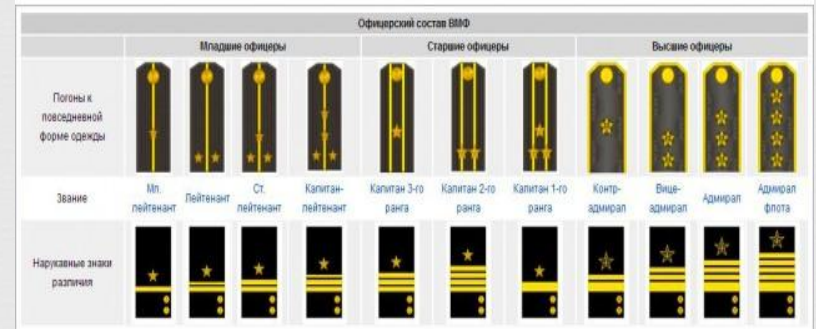 Офицерский состав ВМФ
Младшие офицеры
Старшие офицеры
Высшие офицеры
Погоны к
повседневной
форме одежды
Звание
Мл.
лейтенант
Лейтенант
Ст.
лейтенант
Капитан-
лейтенант
Капитан 3-го
ранга
Капитан 2-го
ранга
Капитан 1-го
ранга
Контр-
адмирал
Вице-
адмирал
Адмирал
Адмирал
флота
Нарукавные знаки
различия